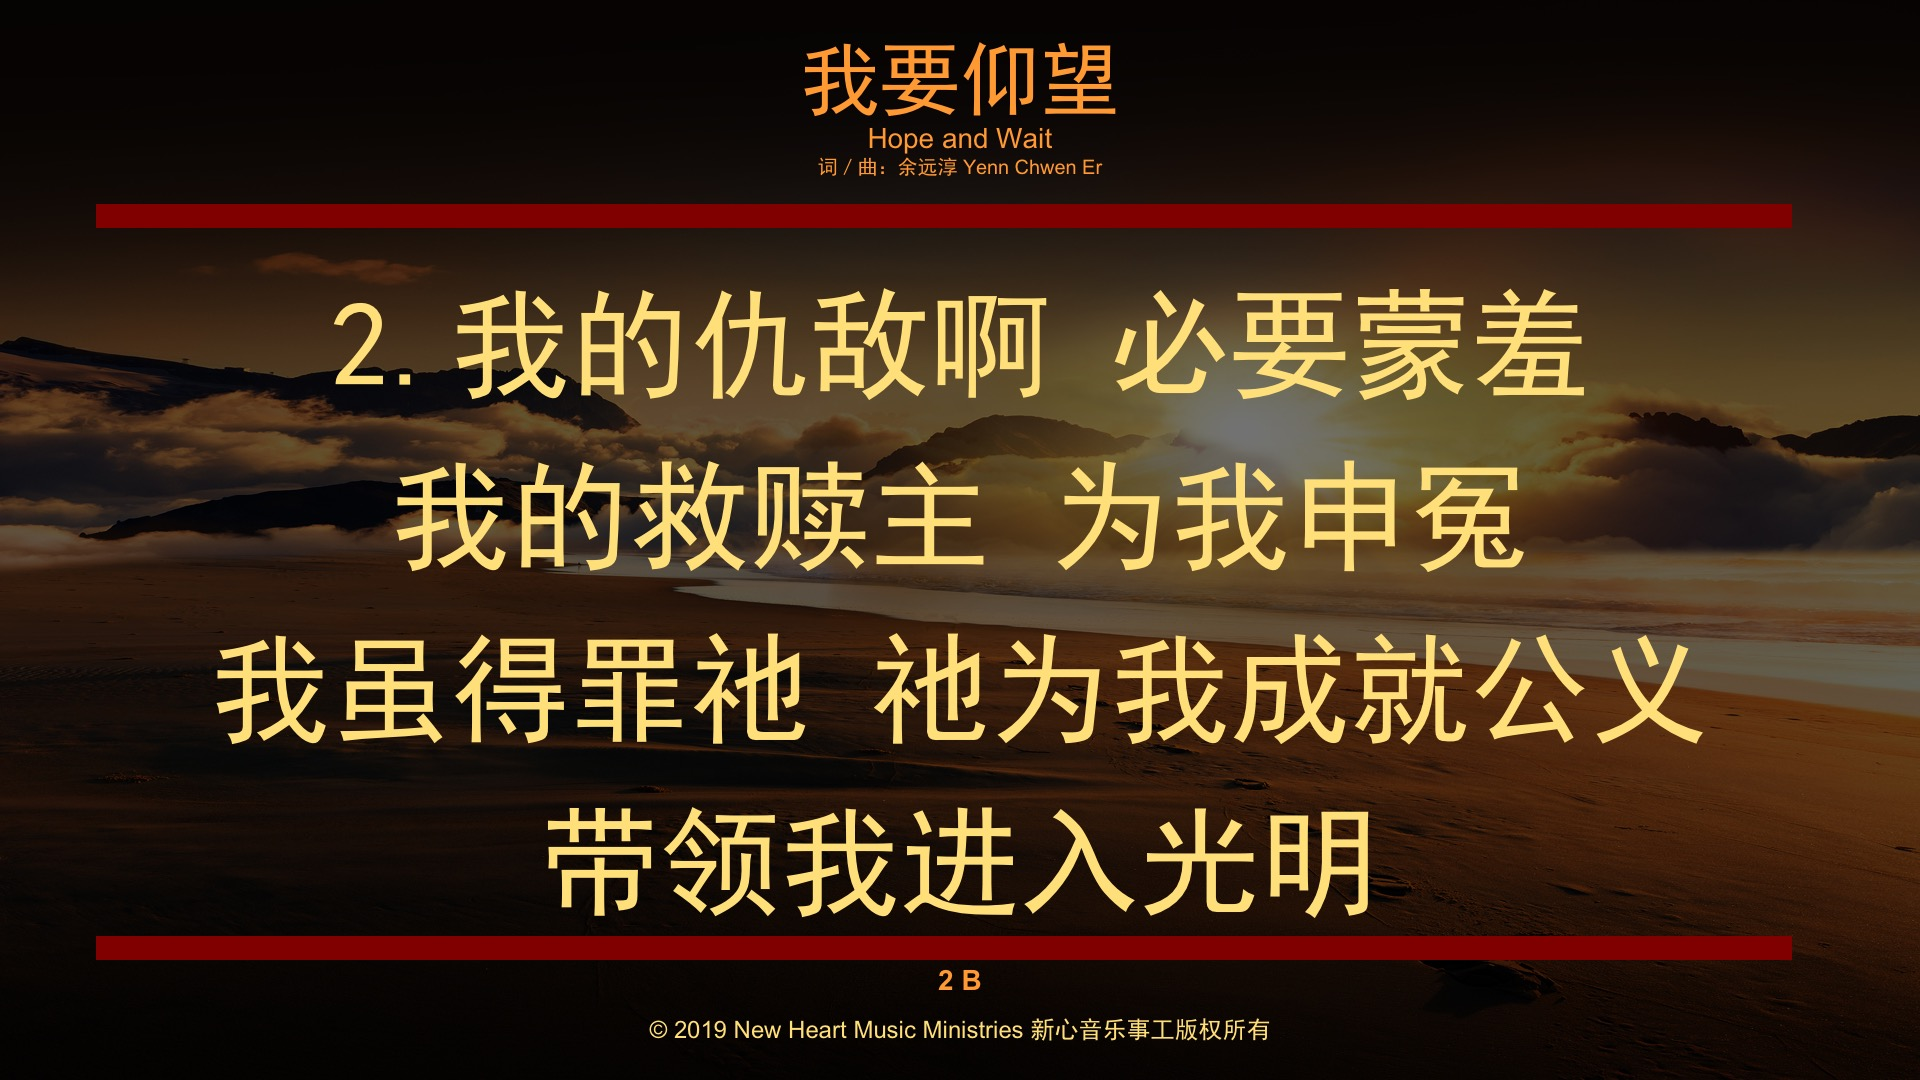 我要仰望
Hope and Wait
词 / 曲：余远淳 Yenn Chwen Er
2. 我的仇敌啊 必要蒙羞
我的救赎主 为我申冤
我虽得罪祂 祂为我成就公义
带领我进入光明
2 B
© 2019 New Heart Music Ministries 新心音乐事工版权所有